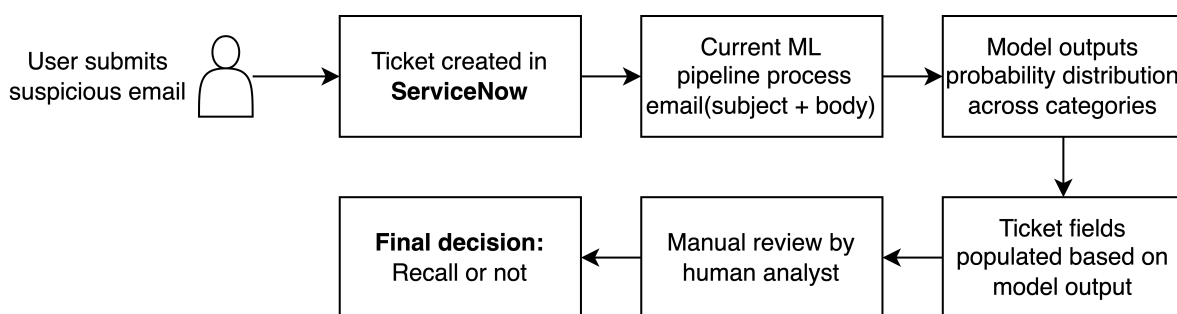 User submits
suspicious email
Ticket created in
ServiceNow
Current ML
pipeline process
email(subject + body)
Model outputs
probability distribution
across categories
Ticket fields
populated based on
model output
Manual review by
human analyst
Final decision:
Recall or not